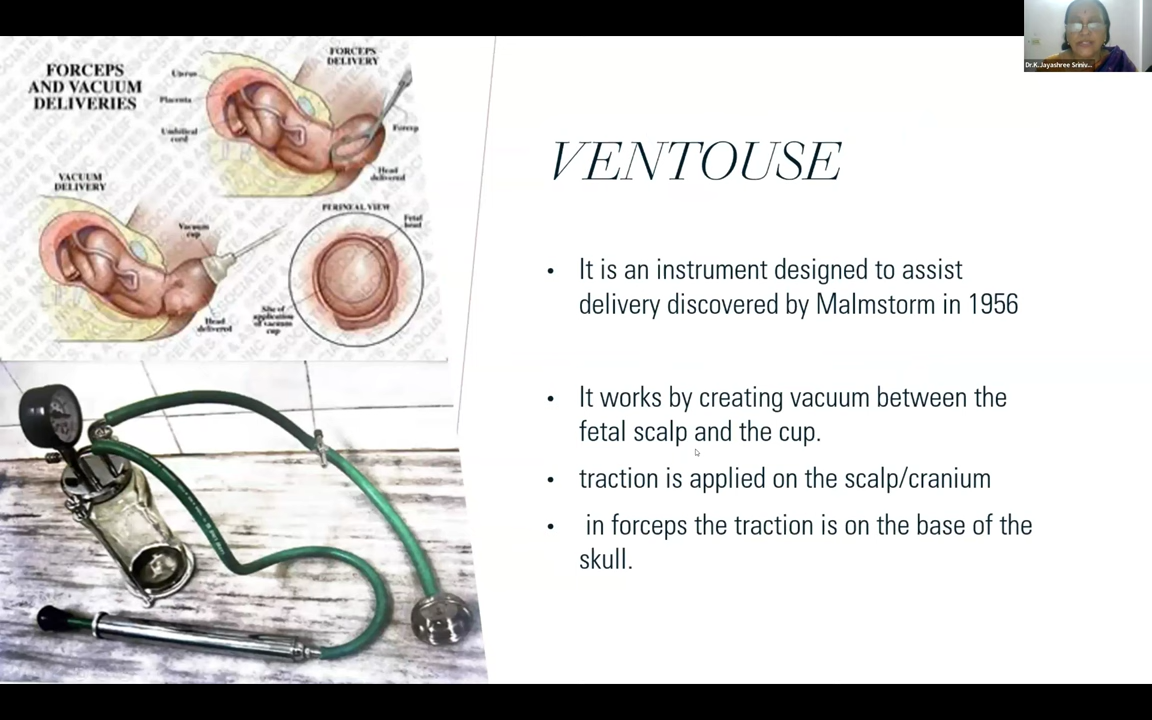 FORCEPS
AND VACUUM
DELIVERIES
FORCEPS
DELIVERY
Uterus
Placenta
Umbilical
cord
Forcep
Head
delivered
VACUUM
DELIVERY
Vacuum
cup
Head
delivered
PERINEAL VIEW
Fetal
head
Site of
application
of vacuum
cup
Dr.K.Jayashree Sriniv...
VENTOUSE
• It is an instrument designed to assist
delivery discovered by Malmstorm in 1956
• It works by creating vacuum between the
fetal scalp and the cup.
• traction is applied on the scalp/cranium
• in forceps the traction is on the base of the
skull.